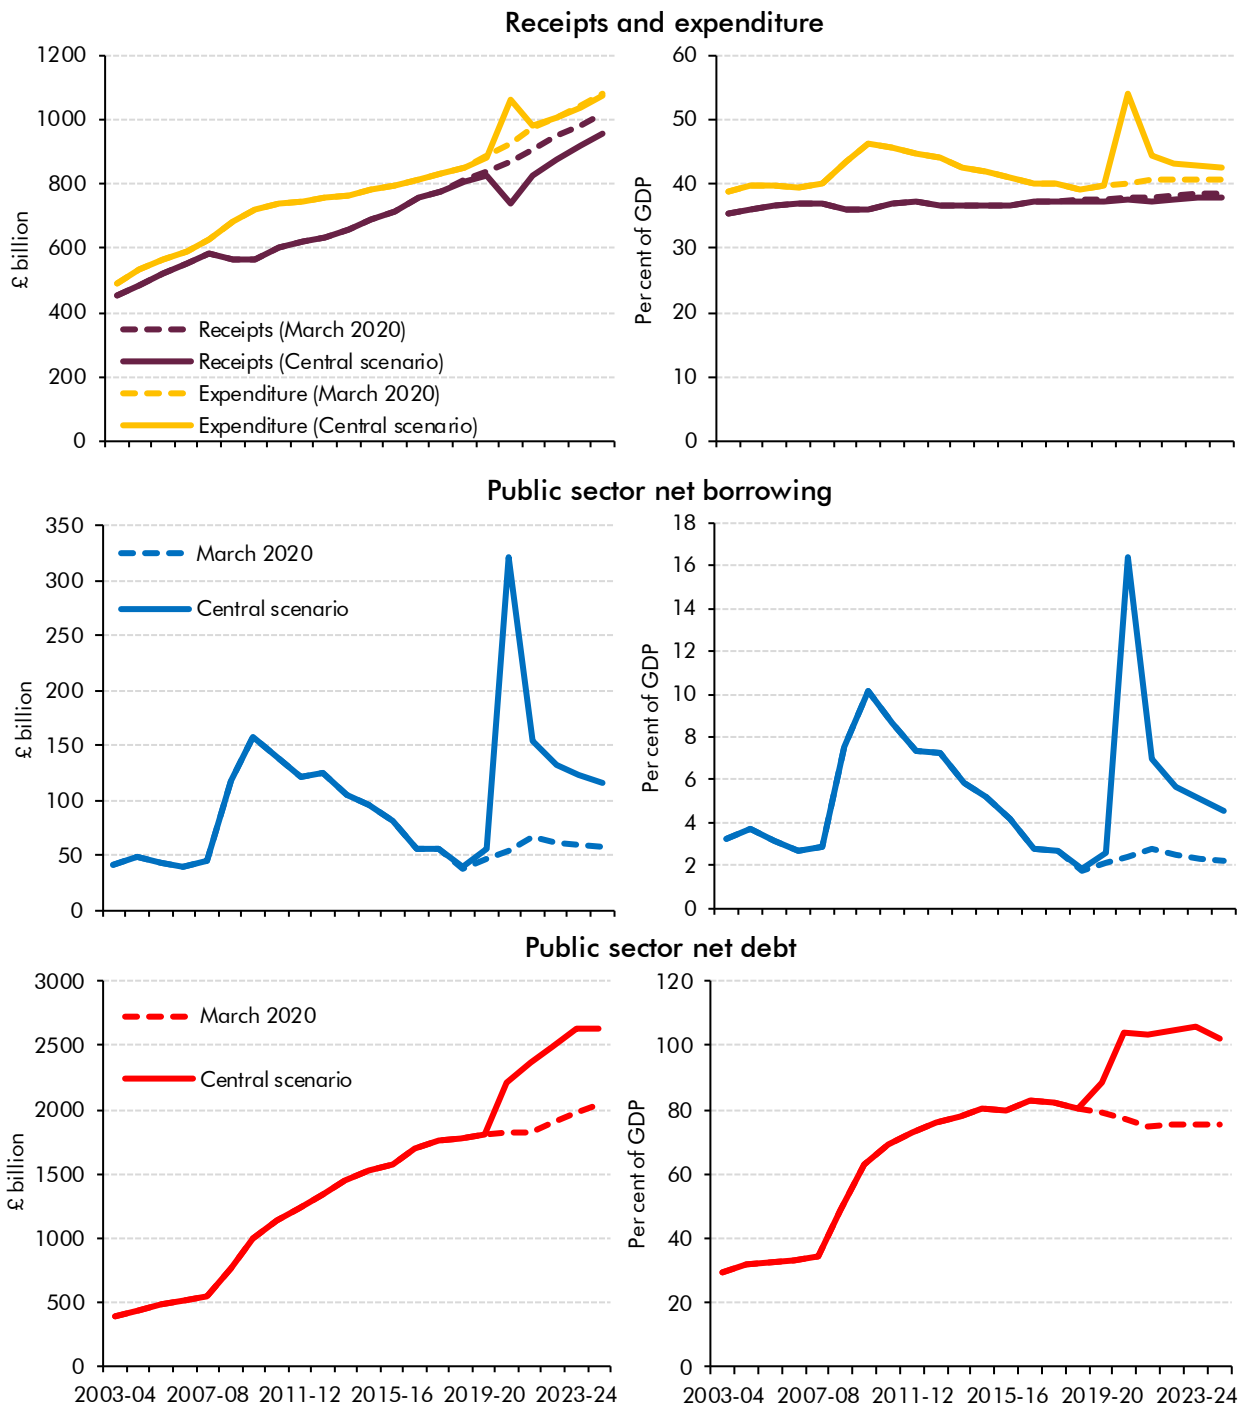 Receipts and expenditure
1200
1000
800
600
400
200
0
£ billion
Receipts (March 2020)
Receipts (Central scenario)
Expenditure (March 2020)
Expenditure (Central scenario)
60
50
40
30
20
10
0
Per cent of GDP
Public sector net borrowing
350
300
250
200
150
100
50
0
£ billion
March 2020
Central scenario
18
16
14
12
10
8
6
4
2
0
Per cent of GDP
Public sector net debt
3000
2500
2000
1500
1000
500
0
£ billion
March 2020
Central scenario
2003-04 2007-08 2011-12 2015-16 2019-20 2023-24
120
100
80
60
40
20
0
Per cent of GDP
2003-04 2007-08 2011-12 2015-16 2019-20 2023-24